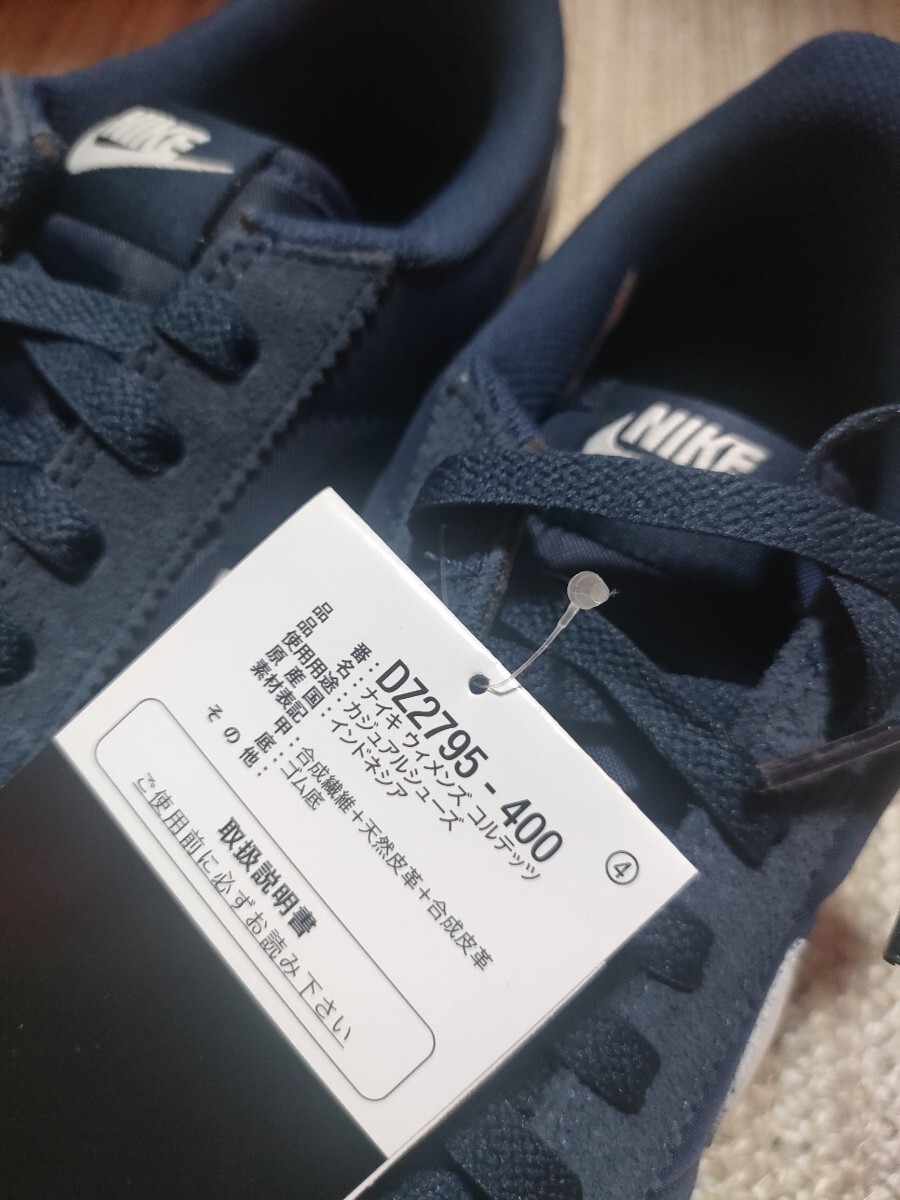 NIKE
NIKE
品番：DZ2795-400
品名：ナイキ ウィメンズ コルテッツ
使用用途：カジュアルシューズ
原産国：インドネシア
素材表記
甲：合成繊維＋天然皮革＋合成皮革
底：ゴム底
その他：
④
取扱説明書
ご使用前に必ずお読み下さい